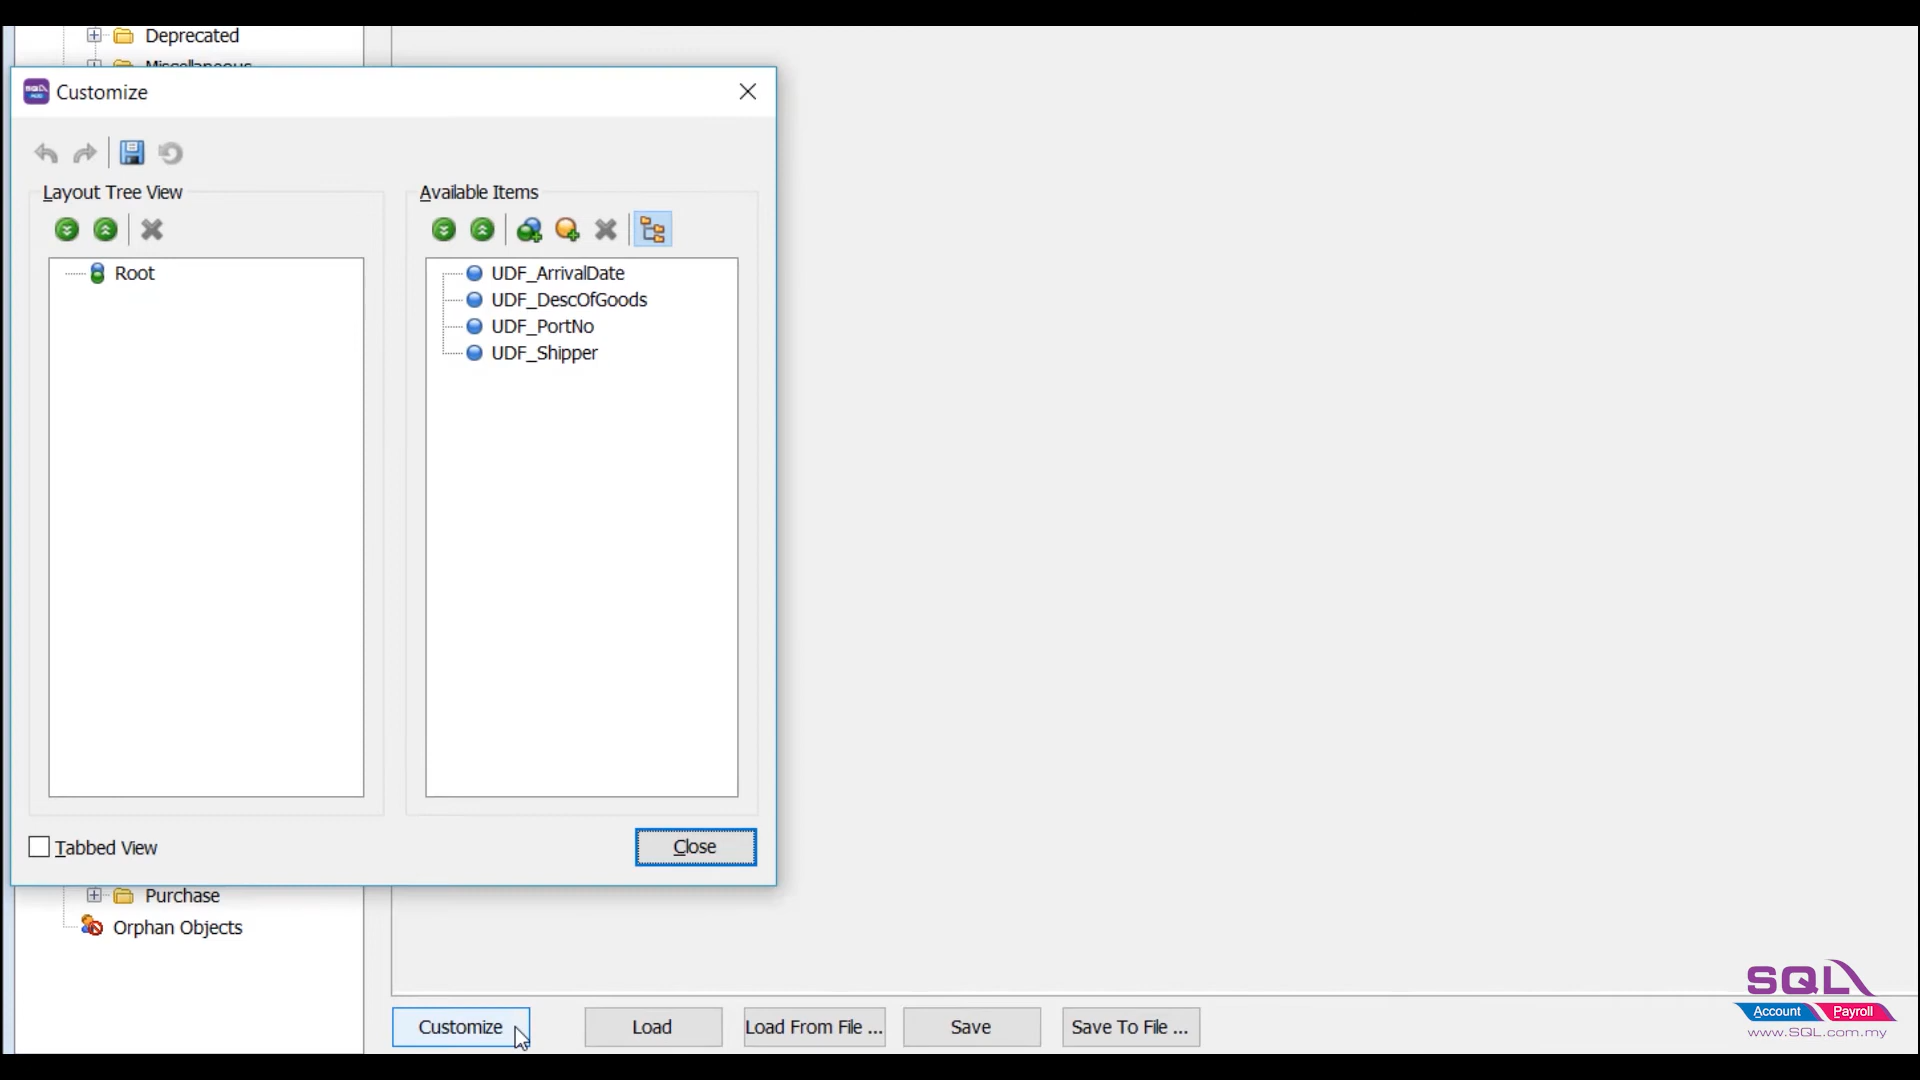 Deprecated
Miscellaneous
Customize
Layout Tree View
Available Items
Root
UDF_ArrivalDate
UDF_DescOfGoods
UDF_PortNo
UDF_Shipper
Tabbed View
Close
Purchase
Orphan Objects
Customize
Load
Load From File ...
Save
Save To File ...
SQL
Account Payroll
www.SQL.com.my